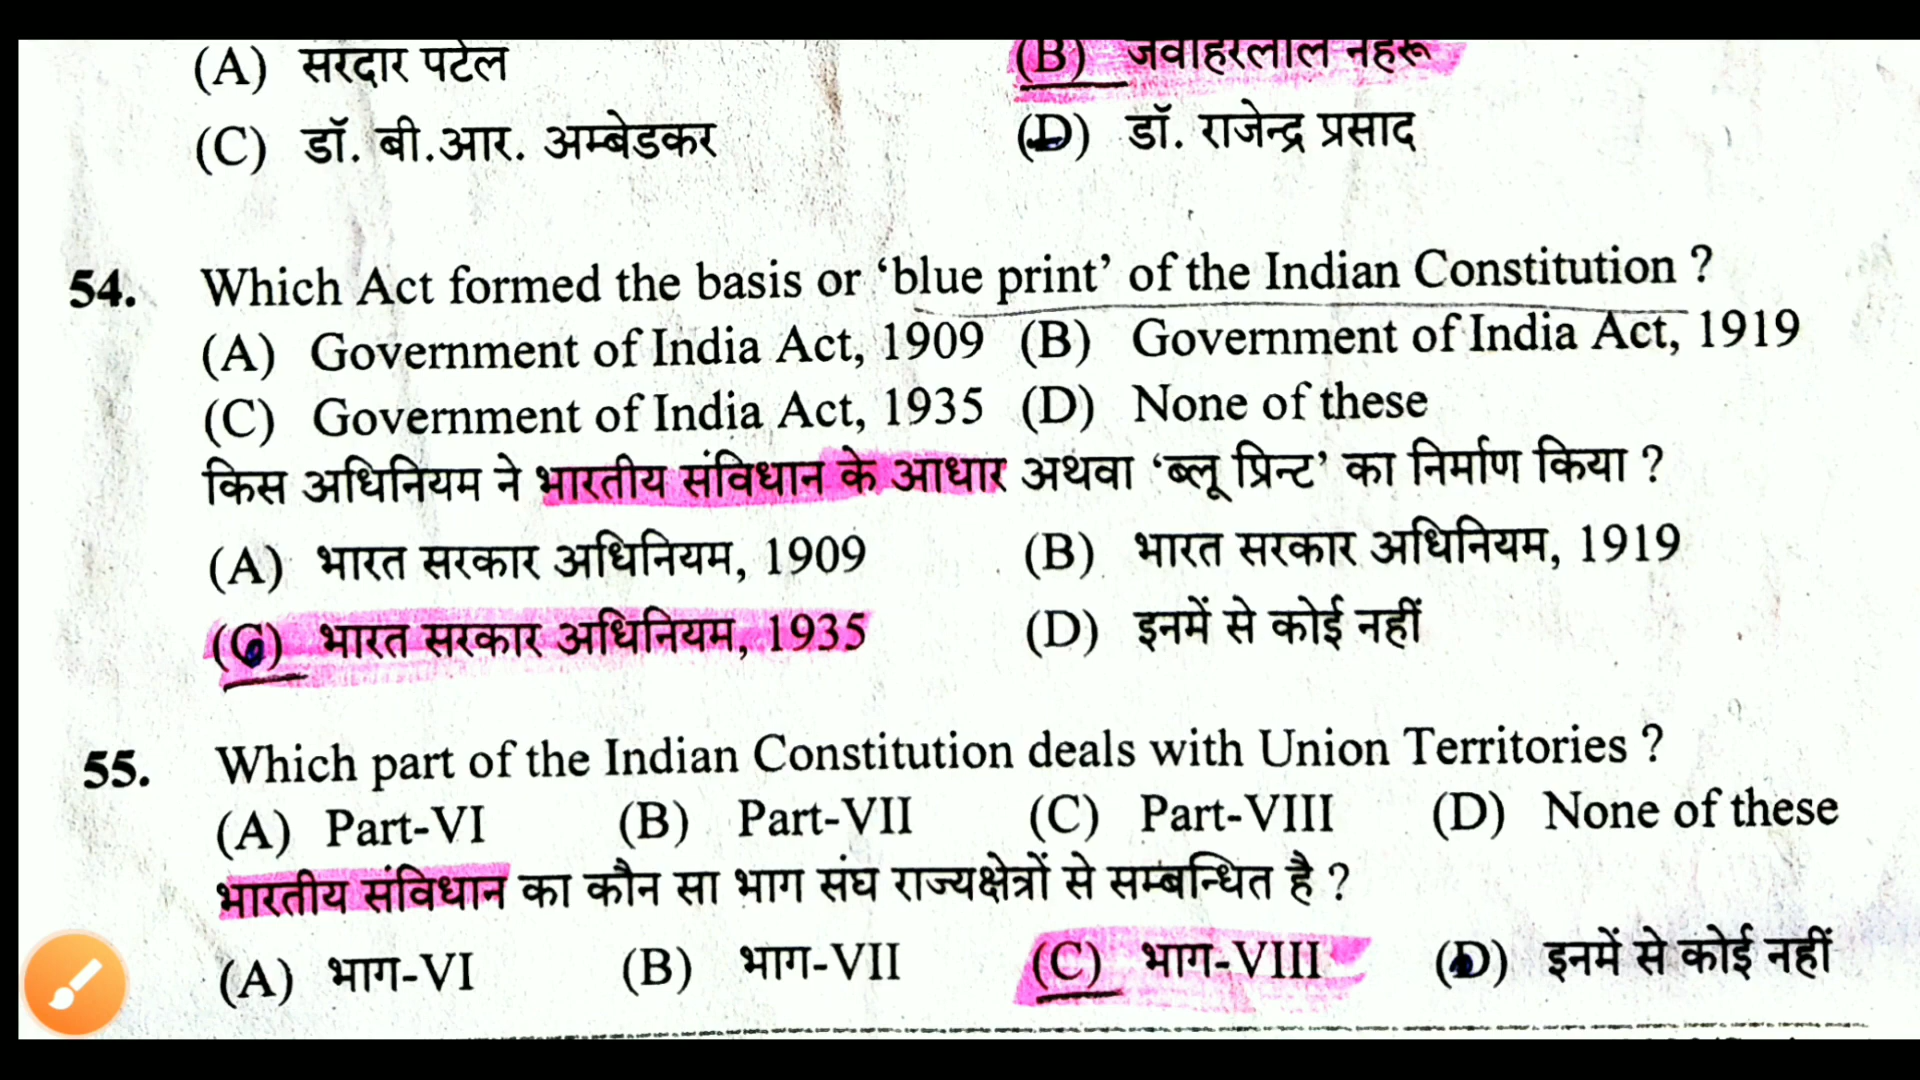 (A) सरदार पटेल (B) जवाहरलाल नेहरू
(C) डॉ. बी.आर. अम्बेडकर (D) डॉ. राजेन्द्र प्रसाद
54. Which Act formed the basis or ‘blue print’ of the Indian Constitution ?
(A) Government of India Act, 1909 (B) Government of India Act, 1919
(C) Government of India Act, 1935 (D) None of these
किस अधिनियम ने भारतीय संविधान के आधार अथवा ‘ब्लू प्रिन्ट’ का निर्माण किया ?
(A) भारत सरकार अधिनियम, 1909 (B) भारत सरकार अधिनियम, 1919
(C) भारत सरकार अधिनियम, 1935 (D) इनमें से कोई नहीं
55. Which part of the Indian Constitution deals with Union Territories ?
(A) Part-VI (B) Part-VII (C) Part-VIII (D) None of these
भारतीय संविधान का कौन सा भाग संघ राज्यक्षेत्रों से सम्बन्धित है ?
(A) भाग-VI (B) भाग-VII (C) भाग-VIII (D) इनमें से कोई नहीं